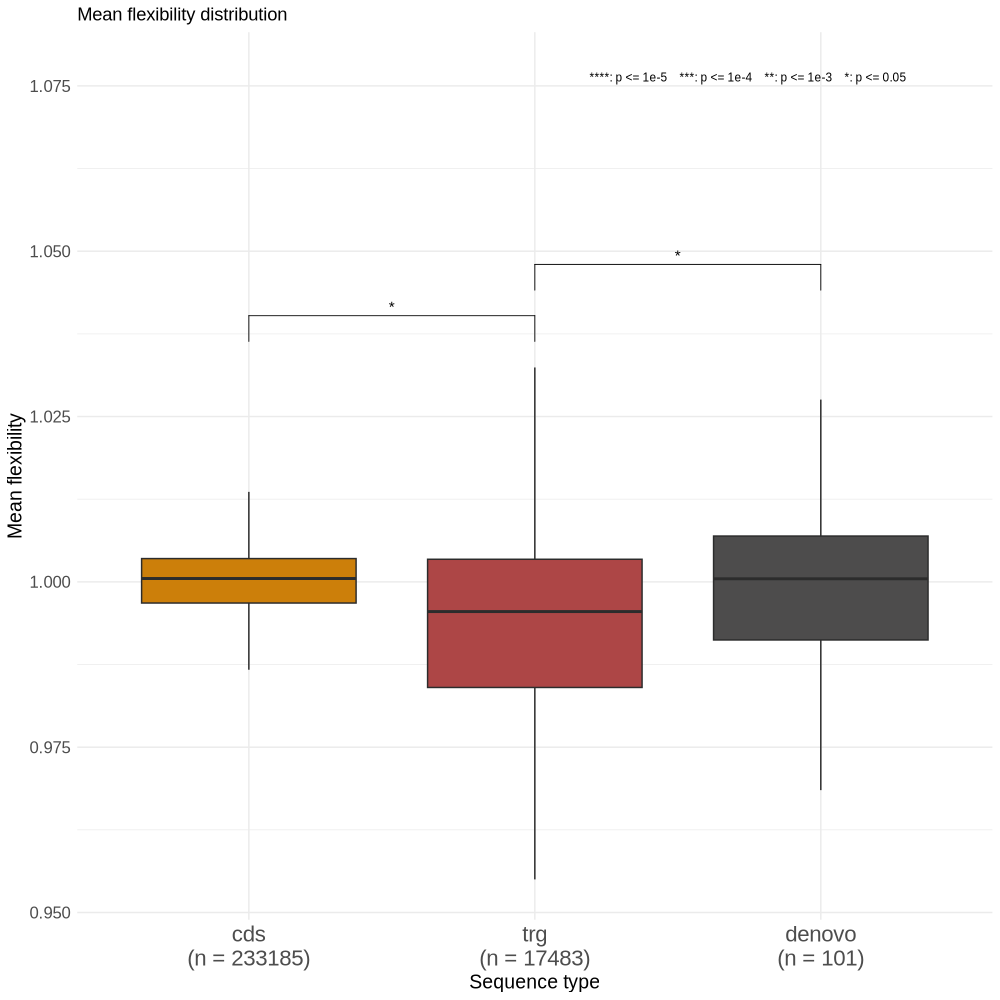 Mean flexibility distribution
****: p <= 1e-5 ***: p <= 1e-4 **: p <= 1e-3 *: p <= 0.05
1.075
1.050
*
*
1.025
Mean flexibility
1.000
0.975
0.950
cds trg denovo
(n = 233185) (n = 17483) (n = 101)
Sequence type